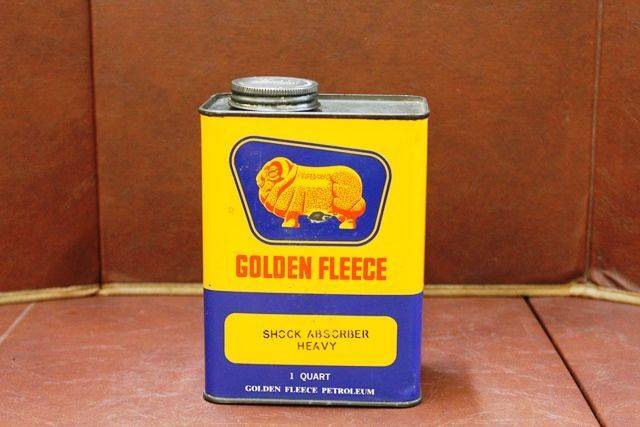 GOLDEN FLEECE
SHOCK ABSORBER
HEAVY
1 QUART
GOLDEN FLEECE PETROLEUM